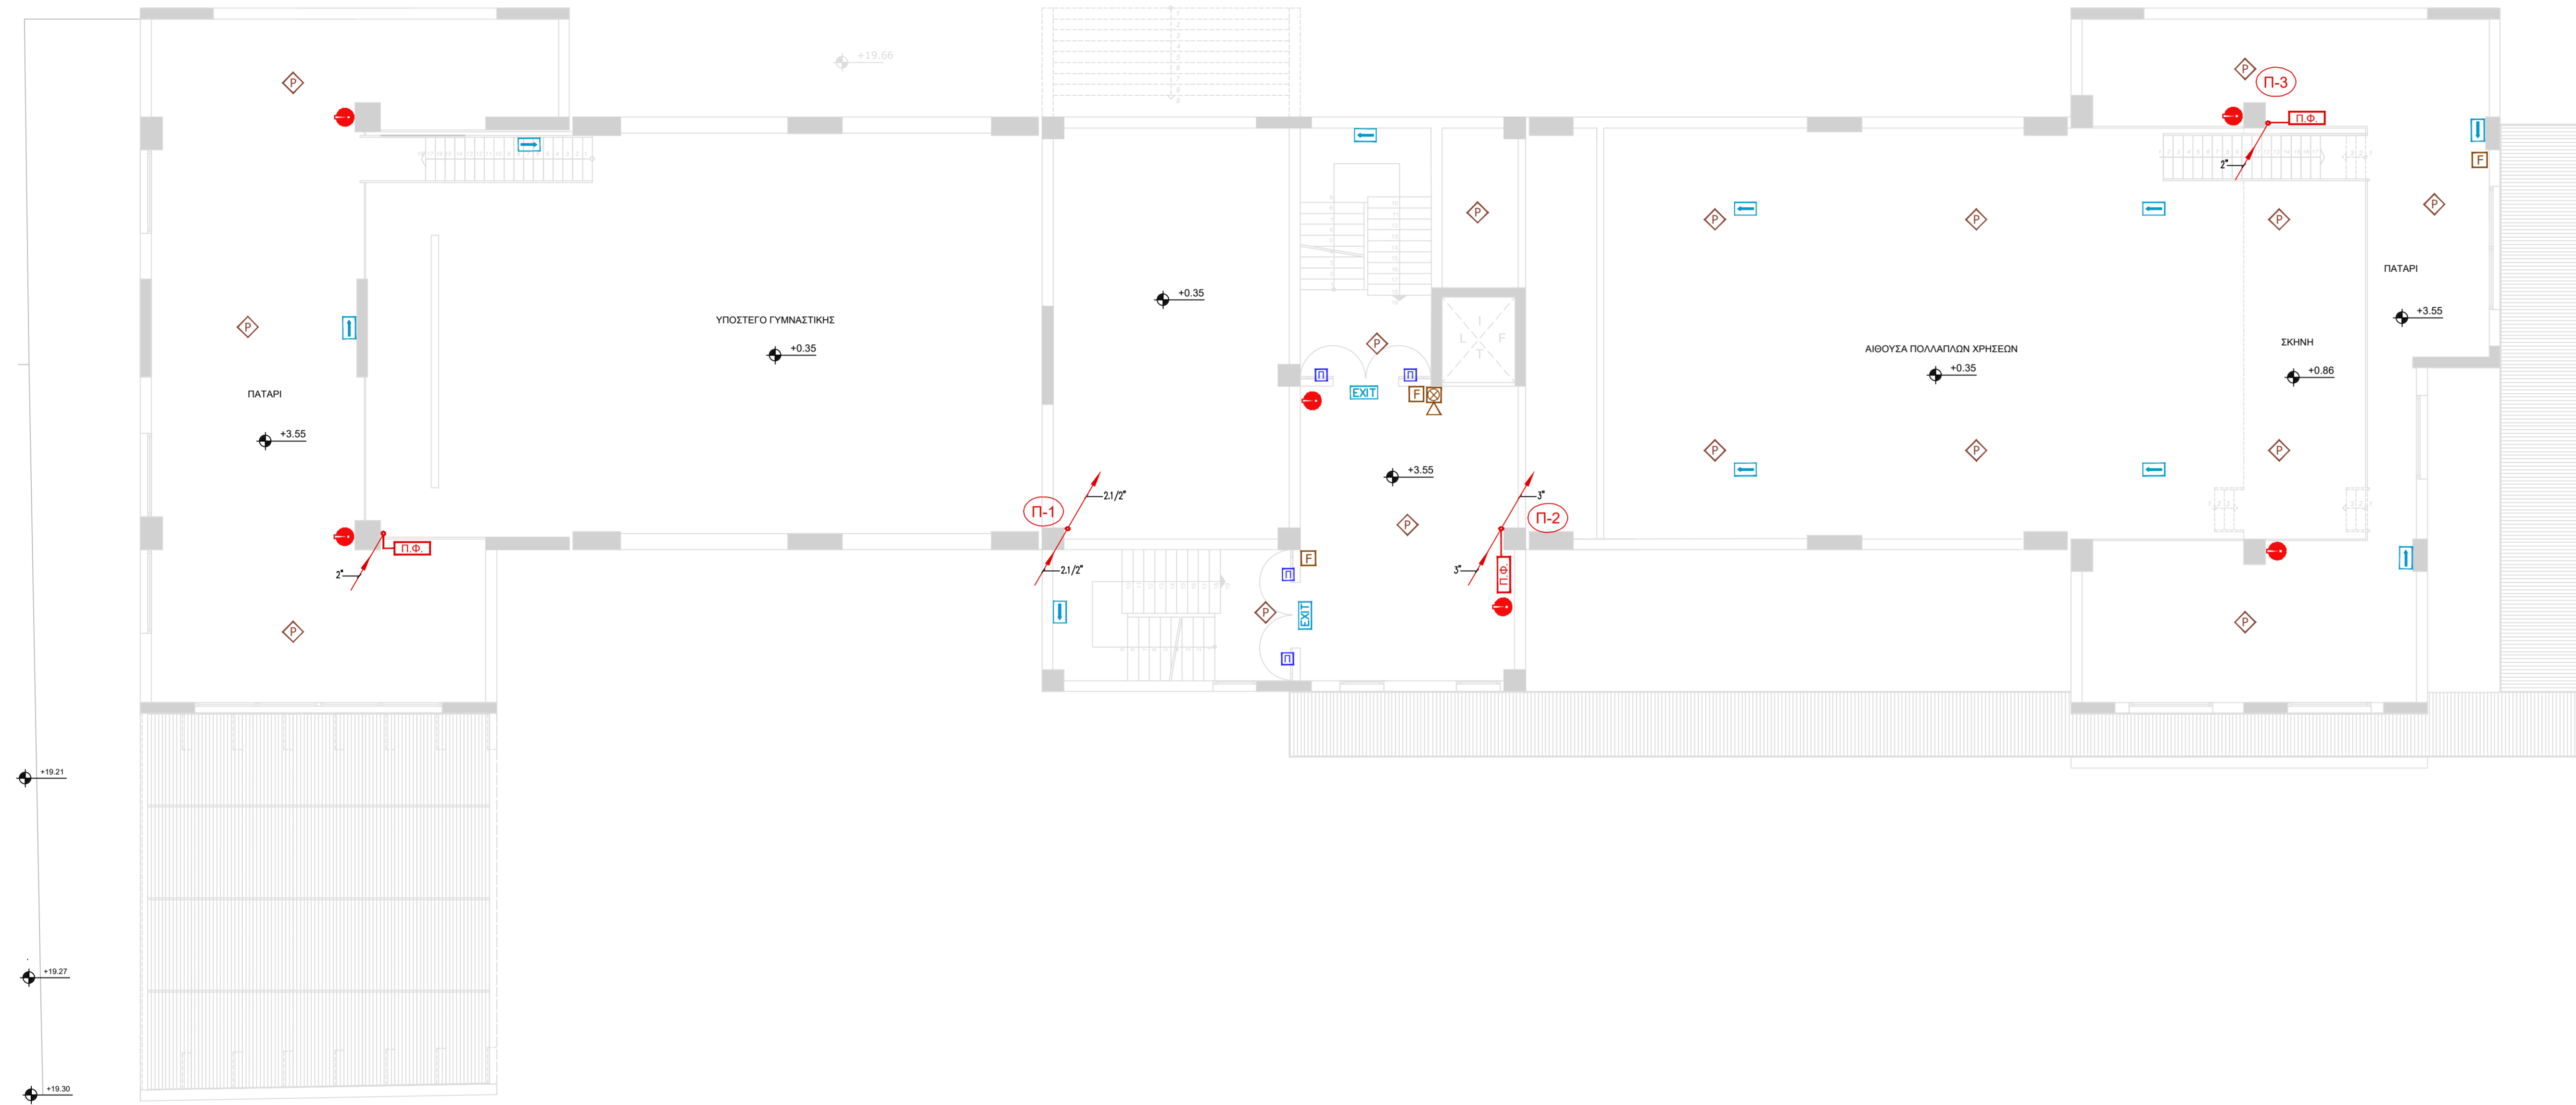 +19.66
P
P
Π-3
Π.Φ.
2"
F
P
P
P
P
P
P
ΠΑΤΑΡΙ
+3.55
+0.35
ΥΠΟΣΤΕΓΟ ΓΥΜΝΑΣΤΙΚΗΣ
+0.35
P
P
L I F T
ΑΙΘΟΥΣΑ ΠΟΛΛΑΠΛΩΝ ΧΡΗΣΕΩΝ
+0.35
ΣΚΗΝΗ
+0.86
Π
Π
EXIT
F
ΠΑΤΑΡΙ
+3.55
P
P
P
+3.55
2.1/2"
Π-1
3"
Π-2
P
Π.Φ.
2"
2.1/2"
3"
Π.Φ.
F
Π
P
EXIT
Π
P
P
+19.21
+19.27
+19.30